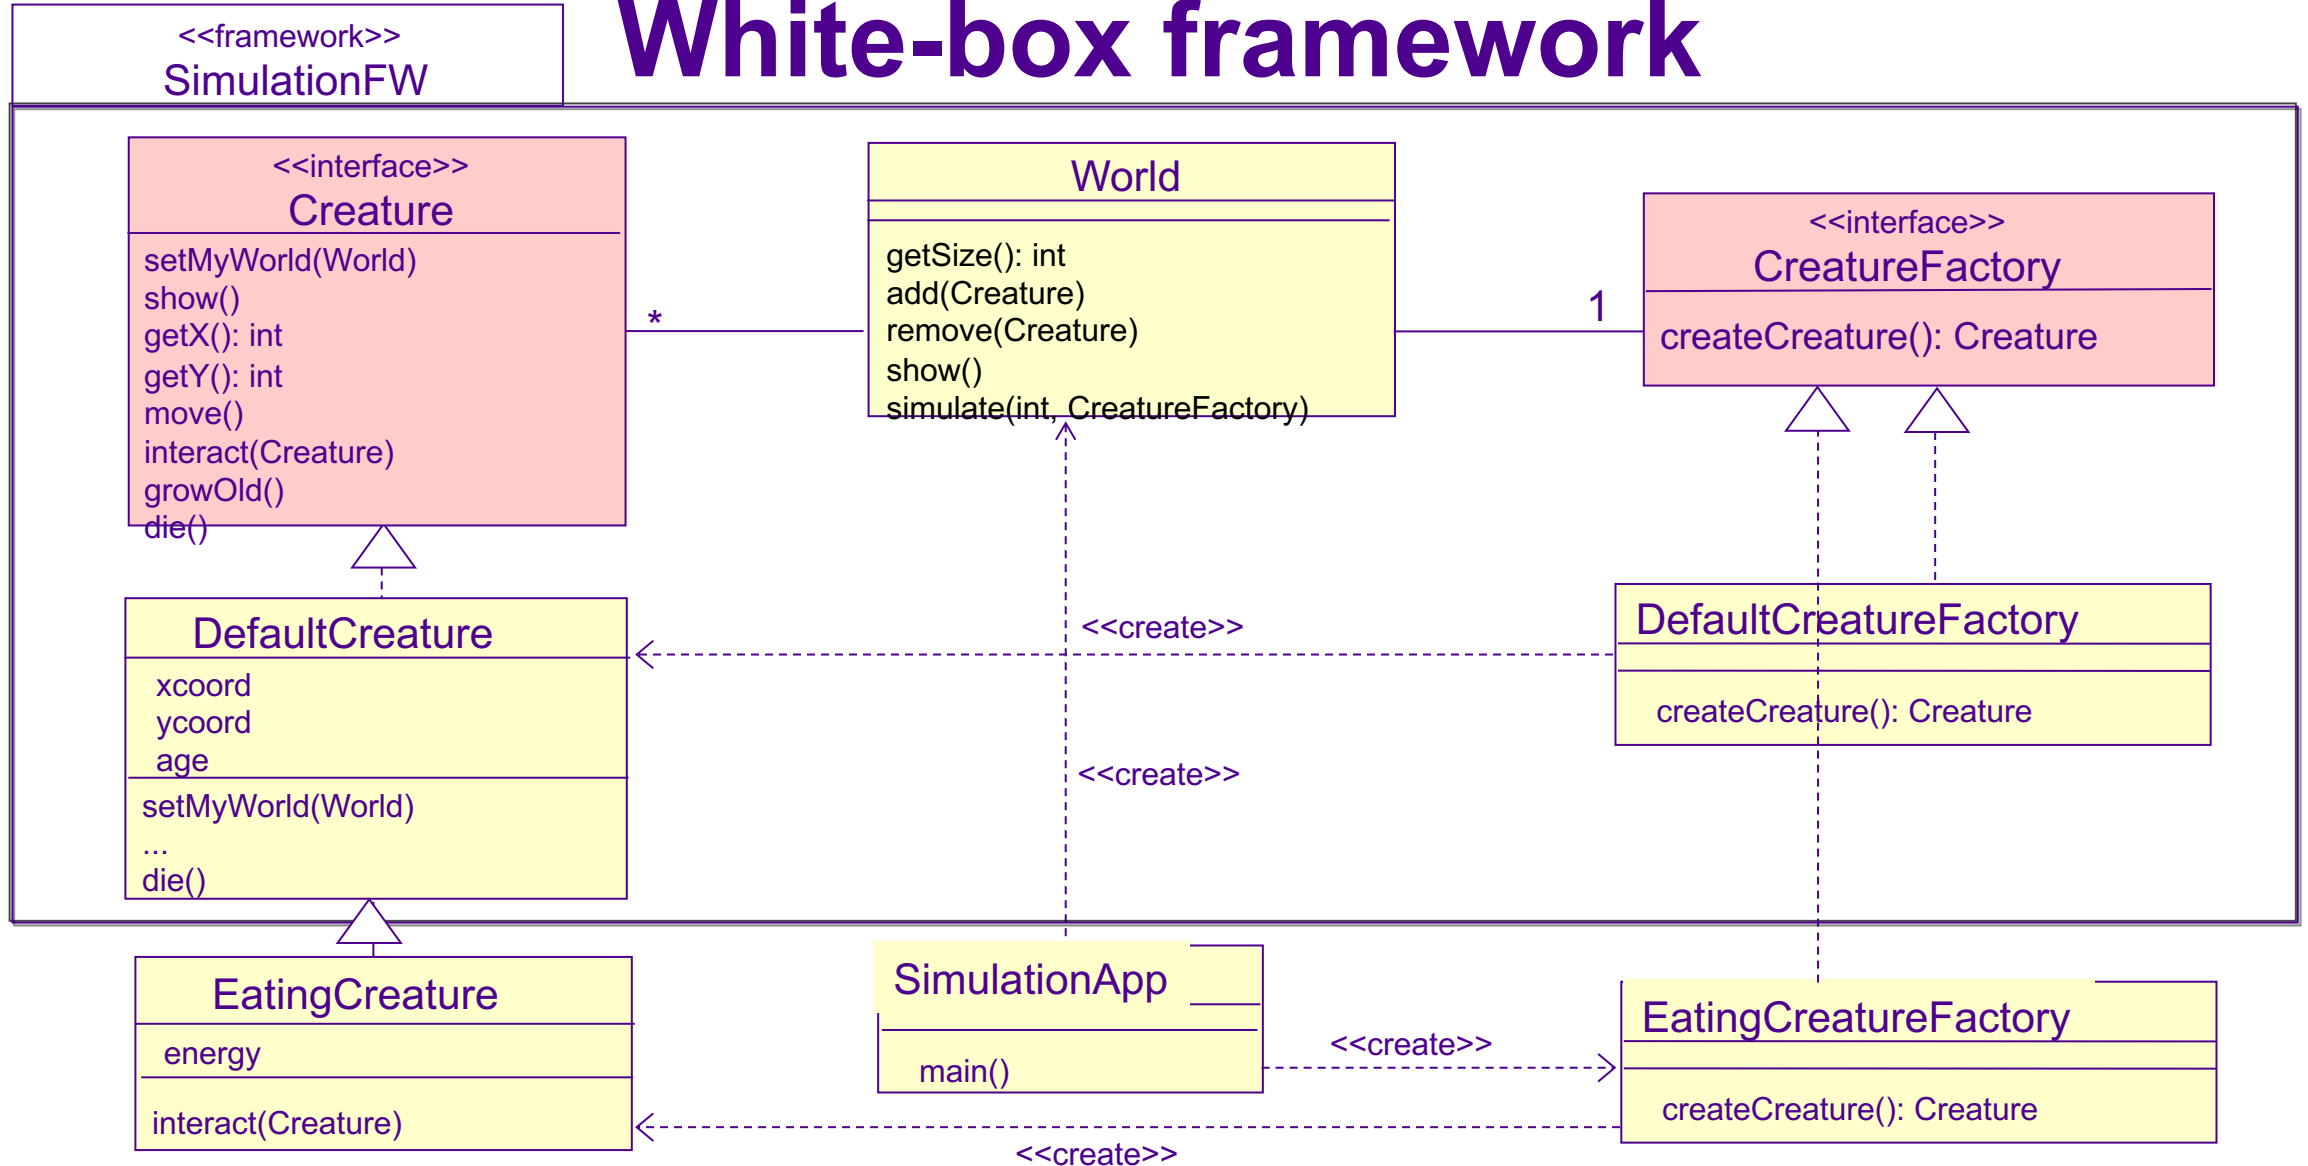 White-box framework
<<framework>>
SimulationFW
<<interface>>
Creature
setMyWorld(World)
show()
getX(): int
getY(): int
move()
interact(Creature)
growOld()
die()
*
World
getSize(): int
add(Creature)
remove(Creature)
show()
simulate(int, CreatureFactory)
1
<<interface>>
CreatureFactory
createCreature(): Creature
DefaultCreature
xcoord
ycoord
age
setMyWorld(World)
...
die()
<<create>>
<<create>>
DefaultCreatureFactory
createCreature(): Creature
EatingCreature
energy
interact(Creature)
SimulationApp
main()
<<create>>
<<create>>
EatingCreatureFactory
createCreature(): Creature